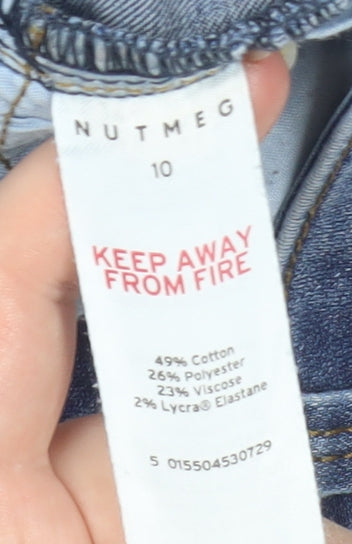 NUTMEG
10
KEEP AWAY
FROM FIRE
49% Cotton
26% Polyester
23% Viscose
2% Lycra® Elastane
5 015504530729